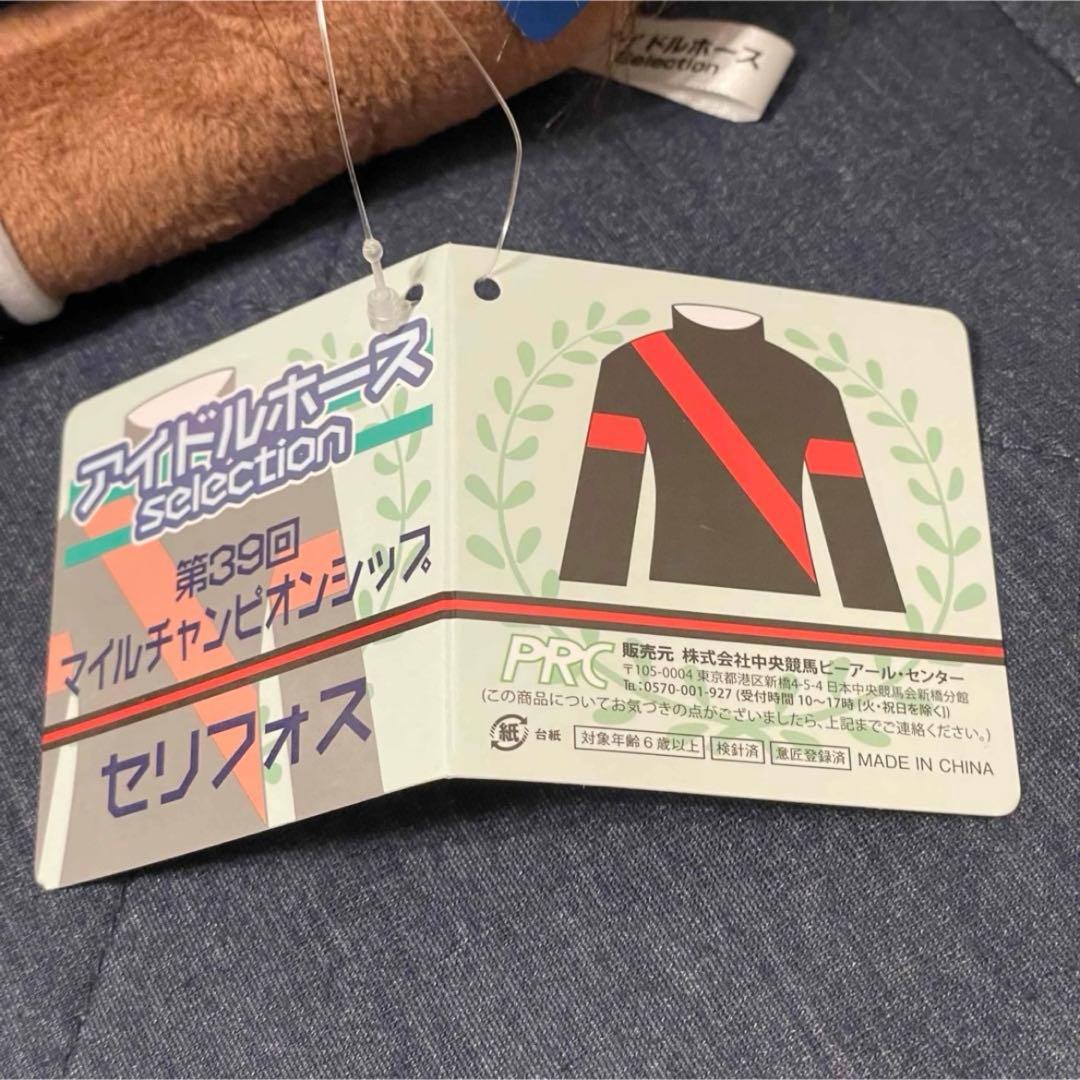 アイドルホース
Selection
アイドルホース
selection
第39回
マイルチャンピオンシップ
セリフォス
PRC 販売元 株式会社中央競馬ピーアール・センター
〒105-0004 東京都港区新橋4-5-4 日本中央競馬会新橋分館
TEL:0570-001-927 (受付時間 10～17時 (火・祝日を除く))
(この商品についてお気づきの点がございましたら、上記までご連絡ください。)
紙 台紙 対象年齢6歳以上 検針済 意匠登録済 MADE IN CHINA